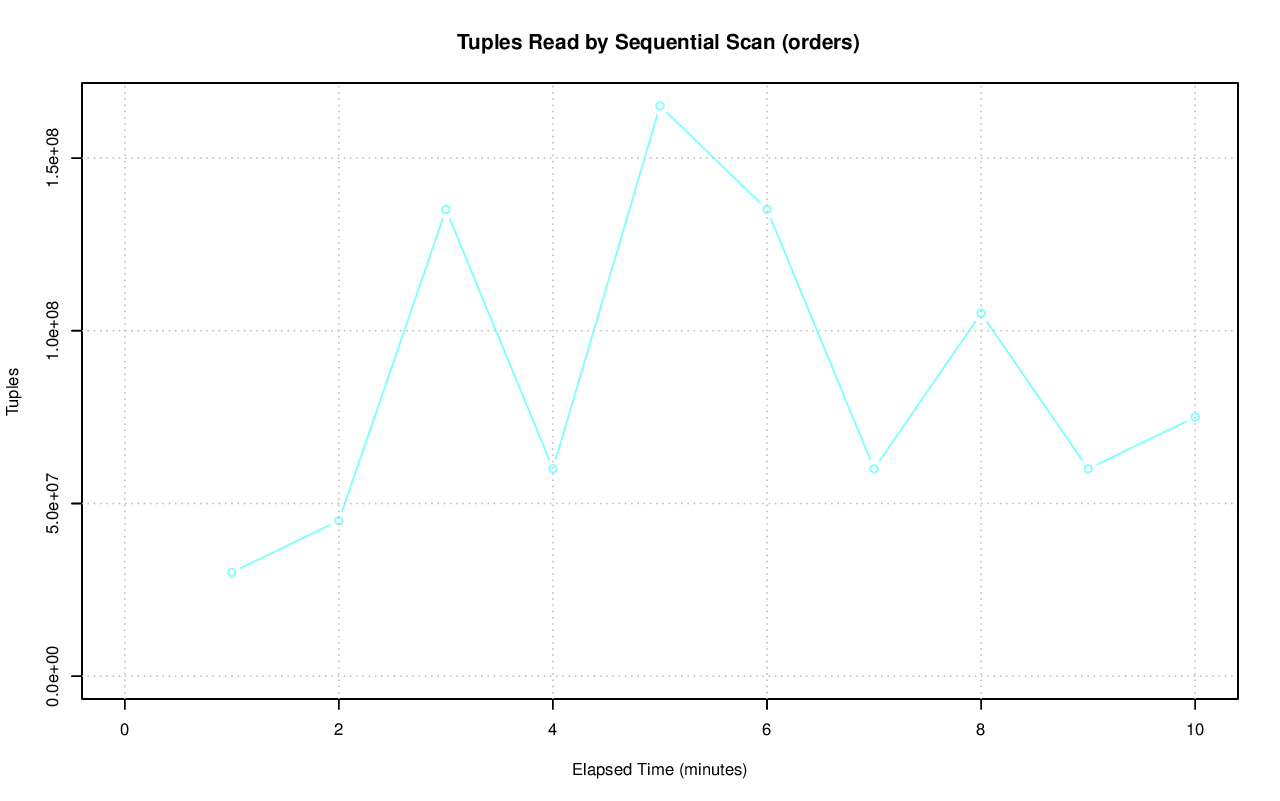 Tuples Read by Sequential Scan (orders)
Tuples
1.5e+08
1.0e+08
5.0e+07
0.0e+00
0 2 4 6 8 10
Elapsed Time (minutes)